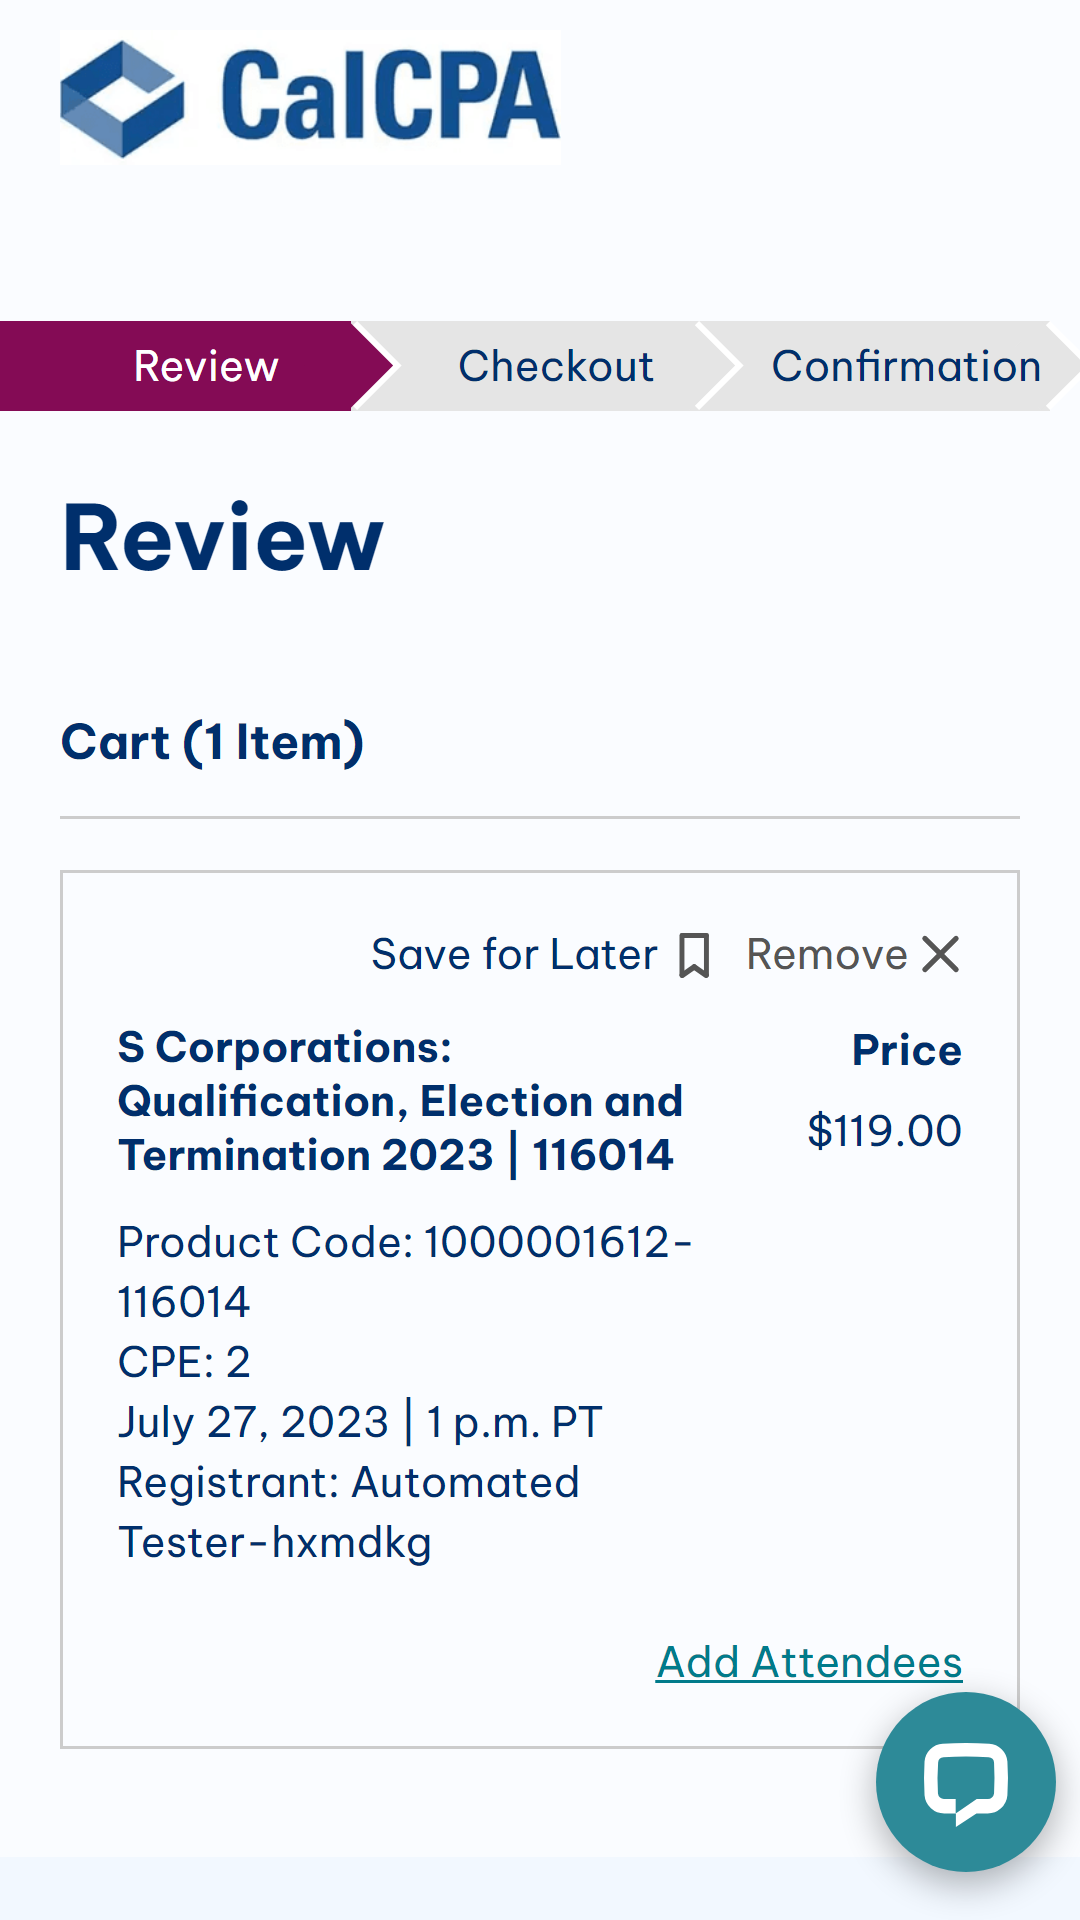 CalCPA
Review
Checkout
Confirmation
Review
Cart (1 Item)
Save for Later
Remove
S Corporations:
Qualification, Election and
Termination 2023 | 116014
Price
$119.00
Product Code: 1000001612-
116014
CPE: 2
July 27, 2023 | 1 p.m. PT
Registrant: Automated
Tester-hxmdkg
Add Attendees